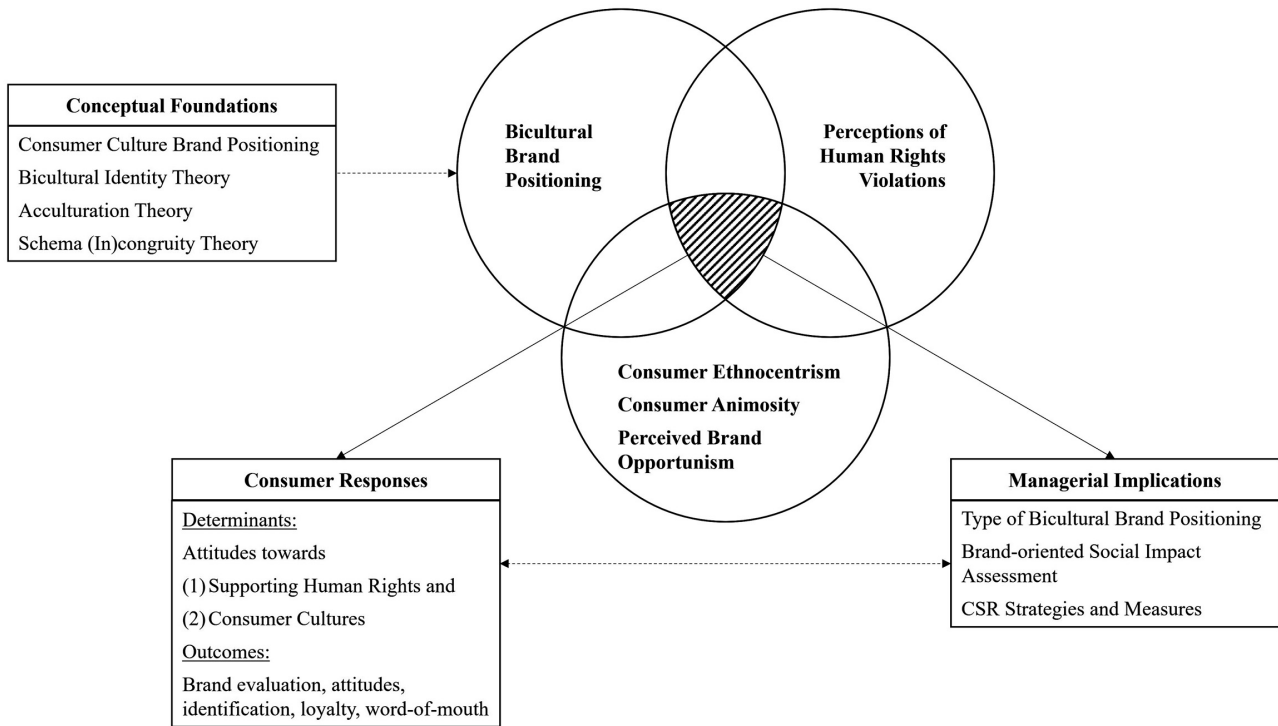 Conceptual Foundations
Consumer Culture Brand Positioning
Bicultural Identity Theory
Acculturation Theory
Schema (In)congruity Theory
Bicultural
Brand
Positioning
Perceptions of
Human Rights
Violations
Consumer Ethnocentrism
Consumer Animosity
Perceived Brand
Opportunism
Consumer Responses
Determinants:
Attitudes towards
(1) Supporting Human Rights and
(2) Consumer Cultures
Outcomes:
Brand evaluation, attitudes,
identification, loyalty, word-of-mouth
Managerial Implications
Type of Bicultural Brand Positioning
Brand-oriented Social Impact
Assessment
CSR Strategies and Measures